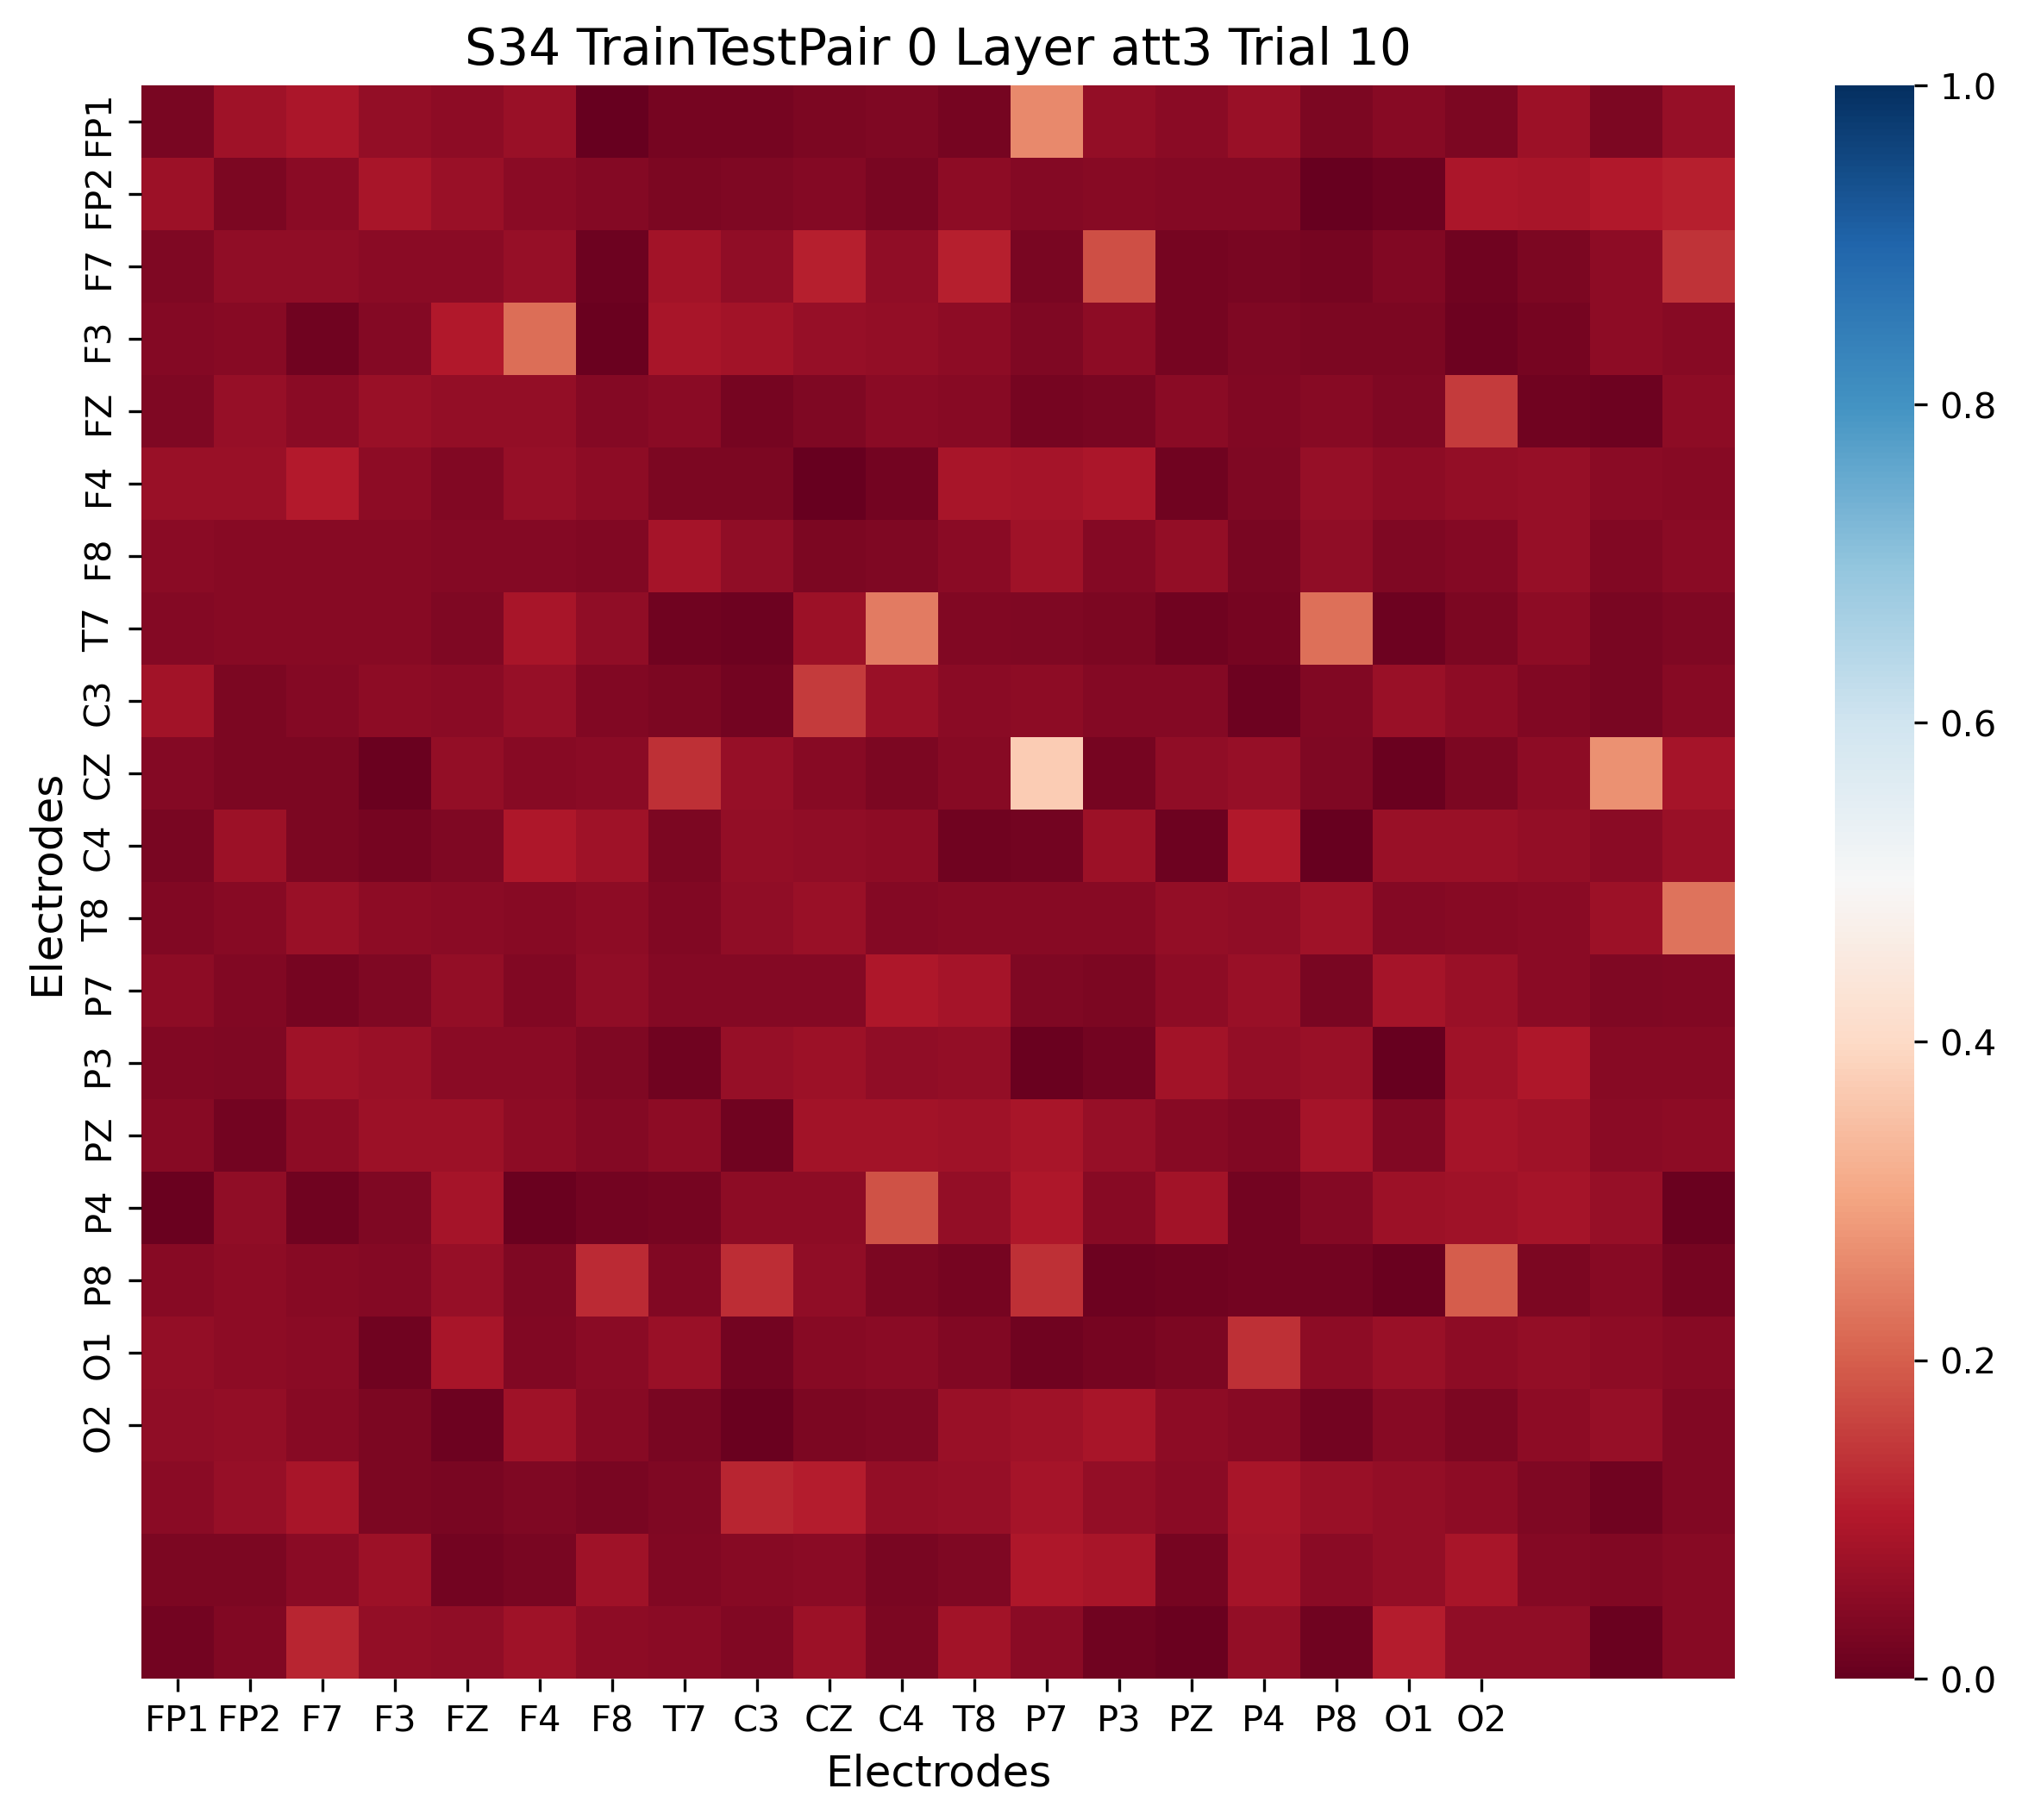 S34 TrainTestPair 0 Layer att3 Trial 10
Electrodes
FP1
FP2
F7
F3
FZ
F4
F8
T7
C3
CZ
C4
T8
P7
P3
PZ
P4
P8
O1
O2
FP1 FP2 F7 F3 FZ F4 F8 T7 C3 CZ C4 T8 P7 P3 PZ P4 P8 O1 O2
Electrodes
1.0
0.8
0.6
0.4
0.2
0.0